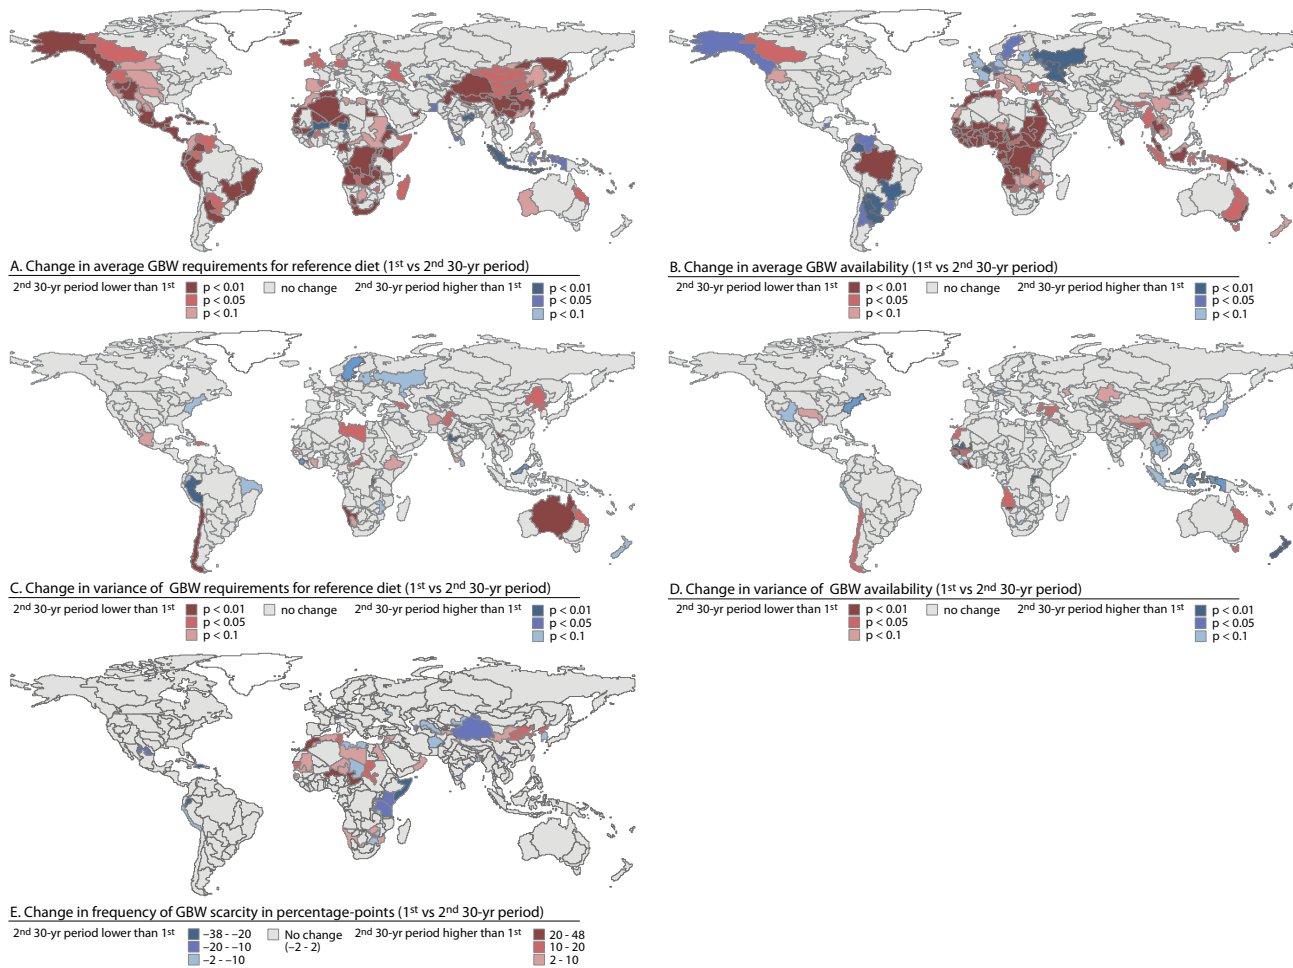 A. Change in average GBW requirements for reference diet (1st vs 2nd 30-yr period)
2nd 30-yr period lower than 1st
p < 0.01
p < 0.05
p < 0.1
no change
2nd 30-yr period higher than 1st
p < 0.01
p < 0.05
p < 0.1
B. Change in average GBW availability (1st vs 2nd 30-yr period)
2nd 30-yr period lower than 1st
p < 0.01
p < 0.05
p < 0.1
no change
2nd 30-yr period higher than 1st
p < 0.01
p < 0.05
p < 0.1
C. Change in variance of GBW requirements for reference diet (1st vs 2nd 30-yr period)
2nd 30-yr period lower than 1st
p < 0.01
p < 0.05
p < 0.1
no change
2nd 30-yr period higher than 1st
p < 0.01
p < 0.05
p < 0.1
D. Change in variance of GBW availability (1st vs 2nd 30-yr period)
2nd 30-yr period lower than 1st
p < 0.01
p < 0.05
p < 0.1
no change
2nd 30-yr period higher than 1st
p < 0.01
p < 0.05
p < 0.1
E. Change in frequency of GBW scarcity in percentage-points (1st vs 2nd 30-yr period)
2nd 30-yr period lower than 1st
–38 - –20
–20 - –10
–2 - –10
No change
(–2 - 2)
2nd 30-yr period higher than 1st
20 - 48
10 - 20
2 - 10